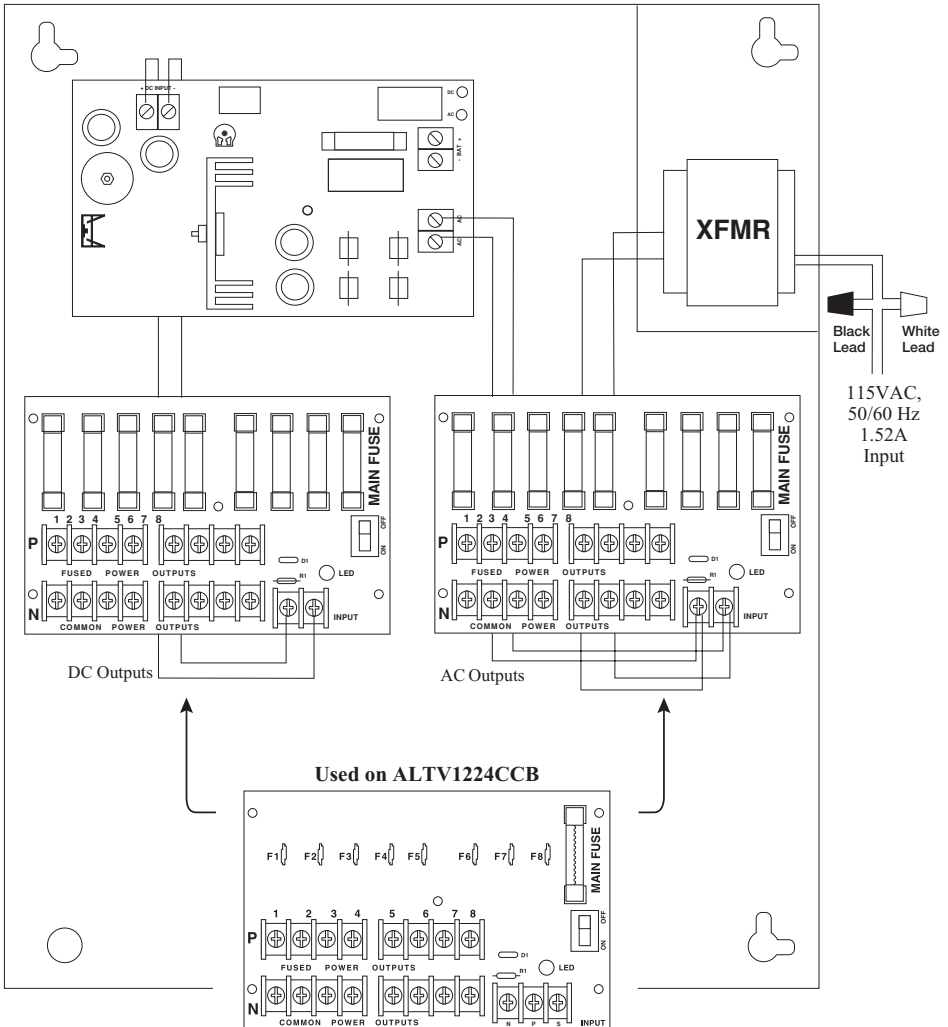 + DC INPUT -
DC
AC
- BAT +
AC
AC
XFMR
Black Lead
White Lead
115VAC,
50/60 Hz
1.52A
Input
MAIN FUSE
1 2 3 4 5 6 7 8
OFF
ON
P
D1
FUSED POWER OUTPUTS
R1
LED
N
INPUT
COMMON POWER OUTPUTS
DC Outputs
MAIN FUSE
1 2 3 4 5 6 7 8
OFF
ON
P
D1
FUSED POWER OUTPUTS
R1
LED
N
INPUT
COMMON POWER OUTPUTS
AC Outputs
Used on ALTV1224CCB
F1 F2 F3 F4 F5 F6 F7 F8
MAIN FUSE
1 2 3 4 5 6 7 8
OFF
ON
P
D1
FUSED POWER OUTPUTS
R1
LED
N
N P S
INPUT
COMMON POWER OUTPUTS